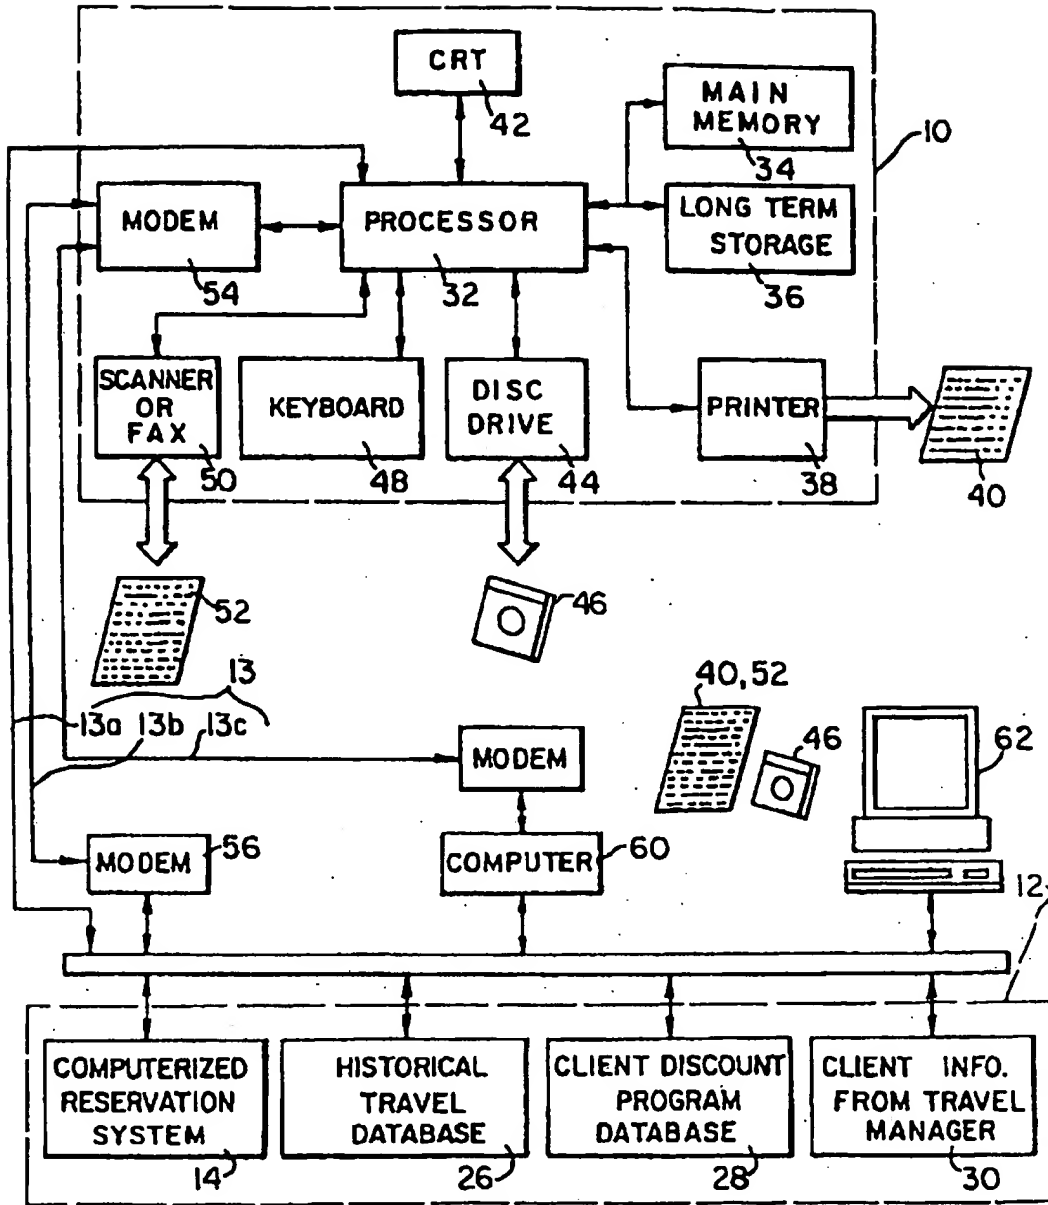 CRT
42
MAIN
MEMORY
34
10
MODEM
54
PROCESSOR
32
LONG TERM
STORAGE
36
SCANNER
OR
FAX
50
KEYBOARD
48
DISC
DRIVE
44
PRINTER
38
40
52
46
13
13a 13b 13c
40,52
46
62
MODEM
MODEM
56
COMPUTER
60
12
COMPUTERIZED
RESERVATION
SYSTEM
14
HISTORICAL
TRAVEL
DATABASE
26
CLIENT DISCOUNT
PROGRAM
DATABASE
28
CLIENT INFO.
FROM TRAVEL
MANAGER
30